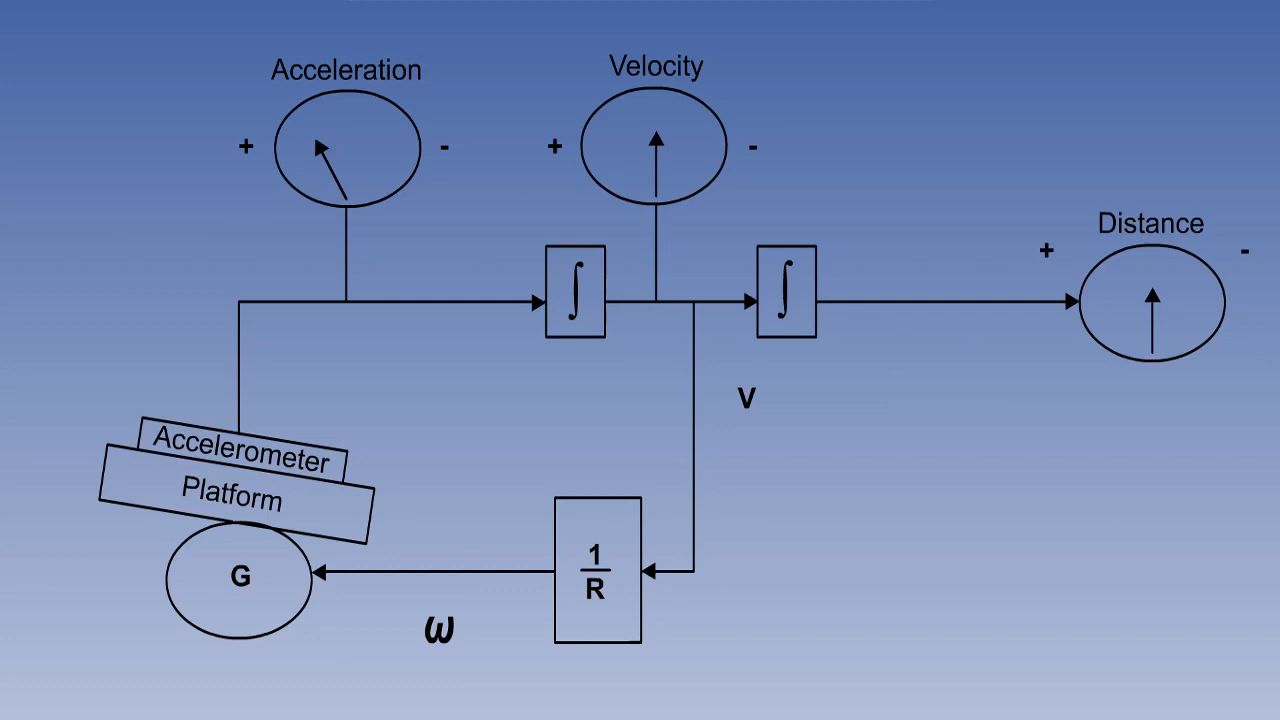 Acceleration
Velocity
+ -
+ -
Distance
+ -
∫
∫
V
Accelerometer
Platform
G
1
R
ω